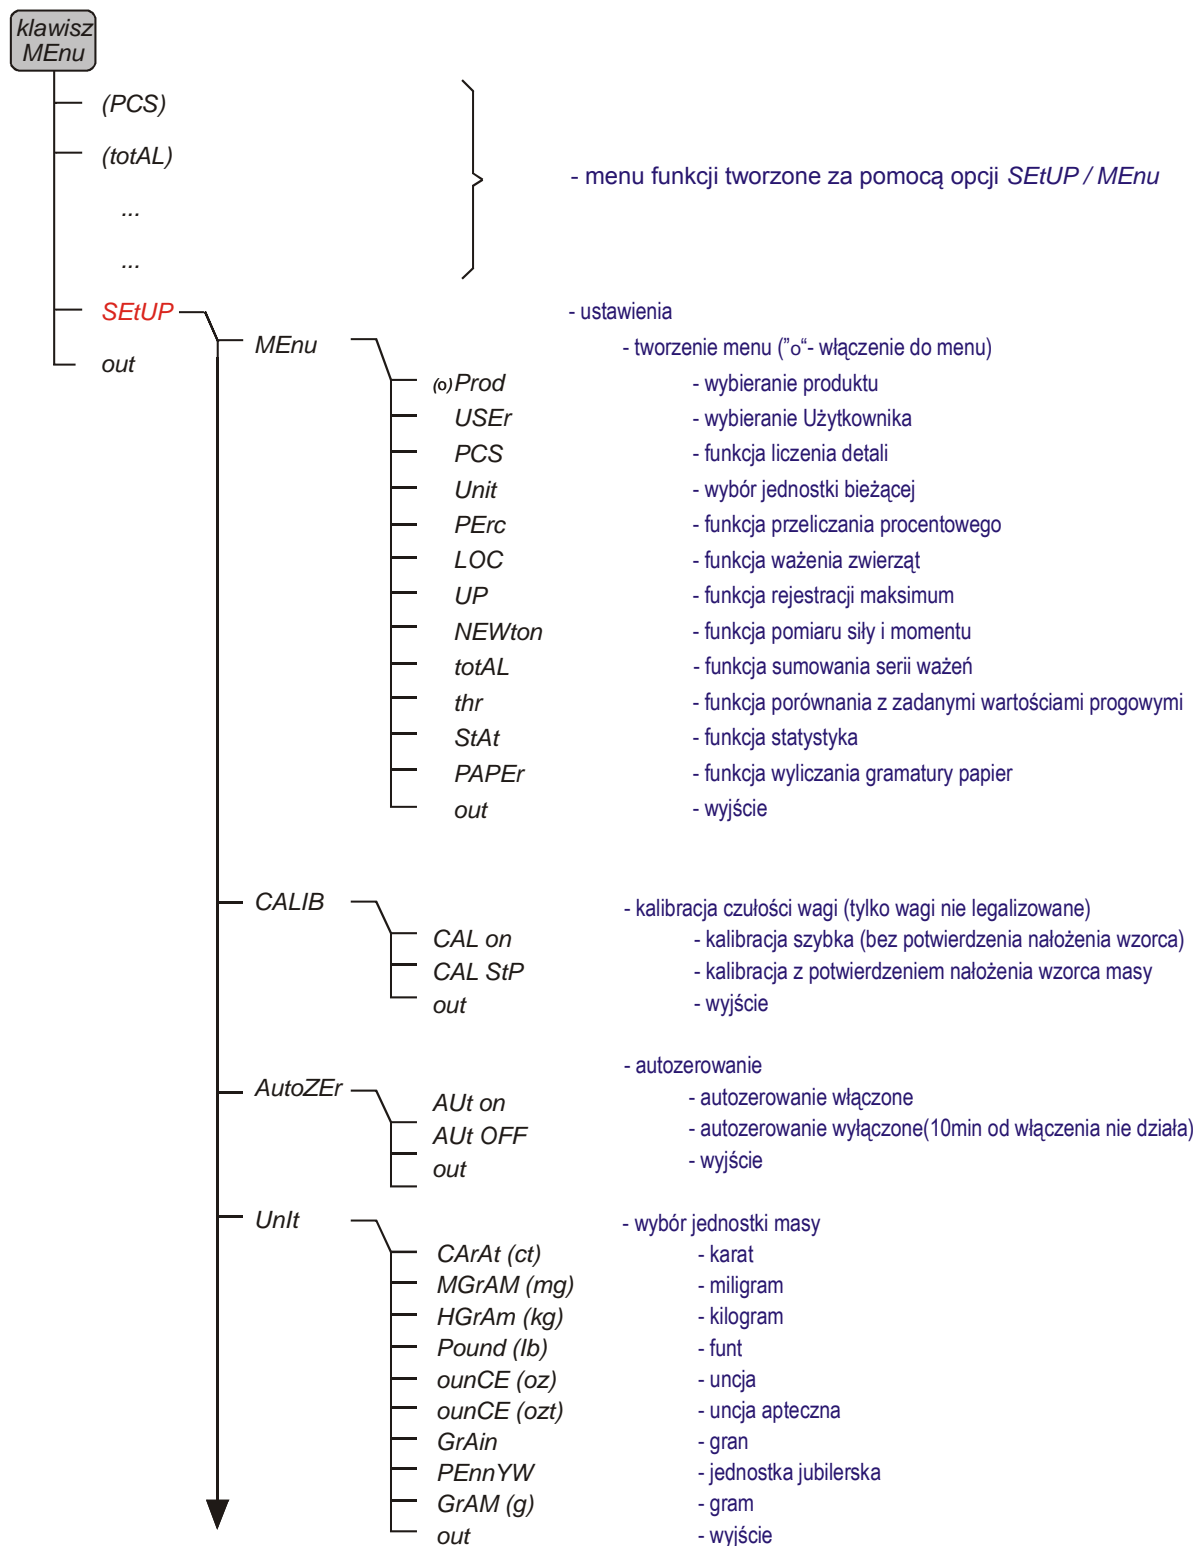 klawisz
MEnu
(PCS)
(totAL)
- menu funkcji tworzone za pomocą opcji SEtUP / MEnu
...
...
SEtUP - ustawienia
MEnu - tworzenie menu ("o"- włączenie do menu)
out
(o) Prod - wybieranie produktu
USEr - wybieranie Użytkownika
PCS - funkcja liczenia detali
Unit - wybór jednostki bieżącej
PErc - funkcja przeliczania procentowego
LOC - funkcja ważenia zwierząt
UP - funkcja rejestracji maksimum
NEWton - funkcja pomiaru siły i momentu
totAL - funkcja sumowania serii ważeń
thr - funkcja porównania z zadanymi wartościami progowymi
StAt - funkcja statystyka
PAPEr - funkcja wyliczania gramatury papier
out - wyjście
CALIB - kalibracja czułości wagi (tylko wagi nie legalizowane)
CAL on - kalibracja szybka (bez potwierdzenia nałożenia wzorca)
CAL StP - kalibracja z potwierdzeniem nałożenia wzorca masy
out - wyjście
AutoZEr - autozerowanie
AUt on - autozerowanie włączone
AUt OFF - autozerowanie wyłączone(10min od włączenia nie działa)
out - wyjście
UnIt - wybór jednostki masy
CArAt (ct) - karat
MGrAM (mg) - miligram
HGrAm (kg) - kilogram
Pound (lb) - funt
ounCE (oz) - uncja
ounCE (ozt) - uncja apteczna
GrAin - gran
PEnnYW - jednostka jubilerska
GrAM (g) - gram
out - wyjście